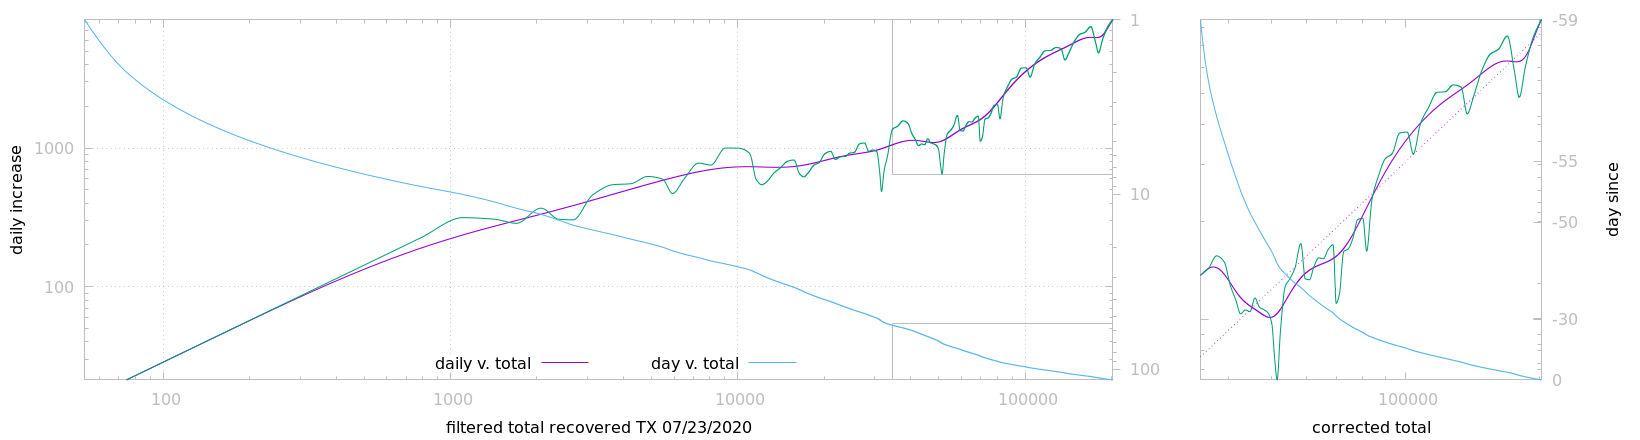 1
-59
1000
10
-55
-50
daily increase
day since
100
-30
daily v. total
day v. total
100
0
100
1000
10000
100000
100000
filtered total recovered TX 07/23/2020
corrected total